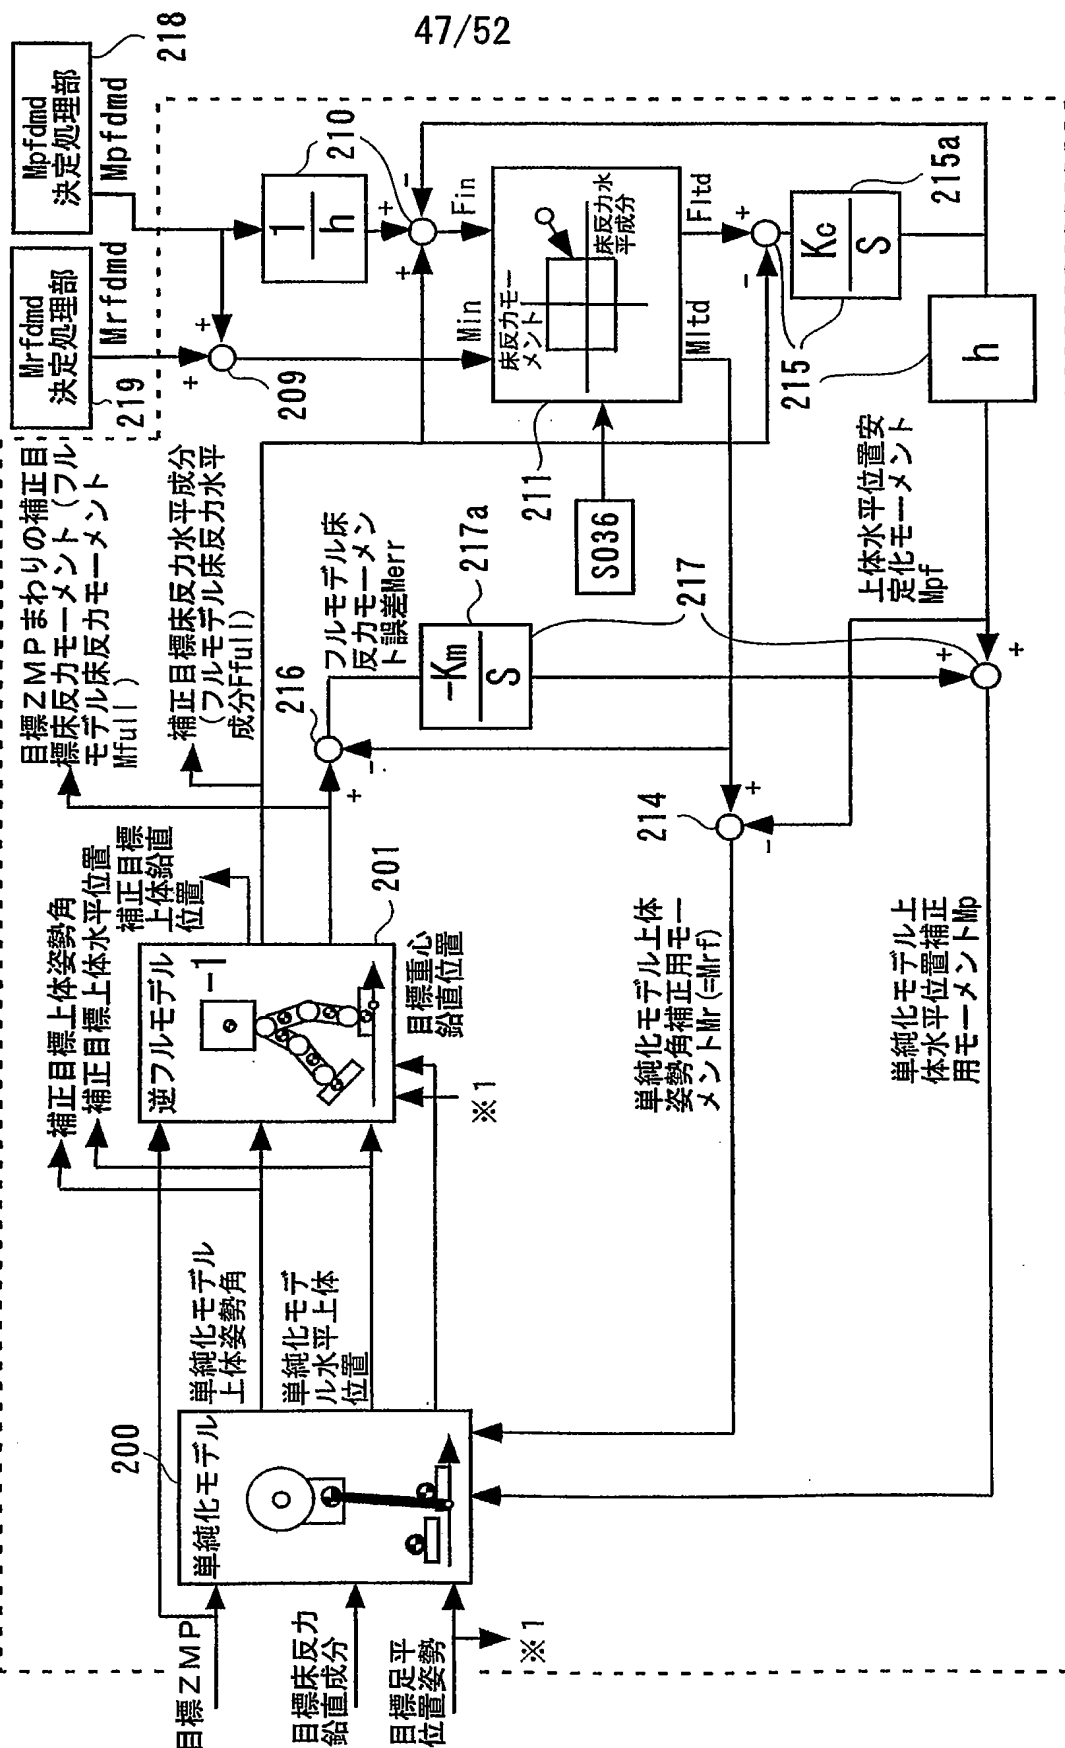 47/52
Mpfdmd
決定処理部
218
Mpfdmd
Mrfdmd
決定処理部
219
Mrfdmd
+
+
209
1
h
210
+
-
+
Fin
Min
床反力モー
メント
床反力水
平成分
211
S036
Fltd
Mltd
+
-
Kc
S
215a
215
h
目標ZMPまわりの補正目
標床反力モーメント(フル
モデル床反力モーメント
Mfull)
補正目標床反力水平成分
(フルモデル床反力水平
成分Ffull)
フルモデル床
反力モーメン
ト誤差Merr
216
+
-
217a
-Km
S
217
上体水平位置安
定化モーメント
Mpf
+
+
214
+
-
補正目標上体姿勢角
補正目標上体水平位置
補正目標
上体鉛直
位置
逆フルモデル
-1
201
目標重心
鉛直位置
※1
単純化モデル上体
姿勢角補正用モー
メントMr(=Mrf)
単純化モデル上
体水平位置補正
用モーメントMp
単純化モデル
上体姿勢角
単純化モデ
ル水平上体
位置
200
単純化モデル
目標ZMP
目標床反力
鉛直成分
目標足平
位置姿勢
※1